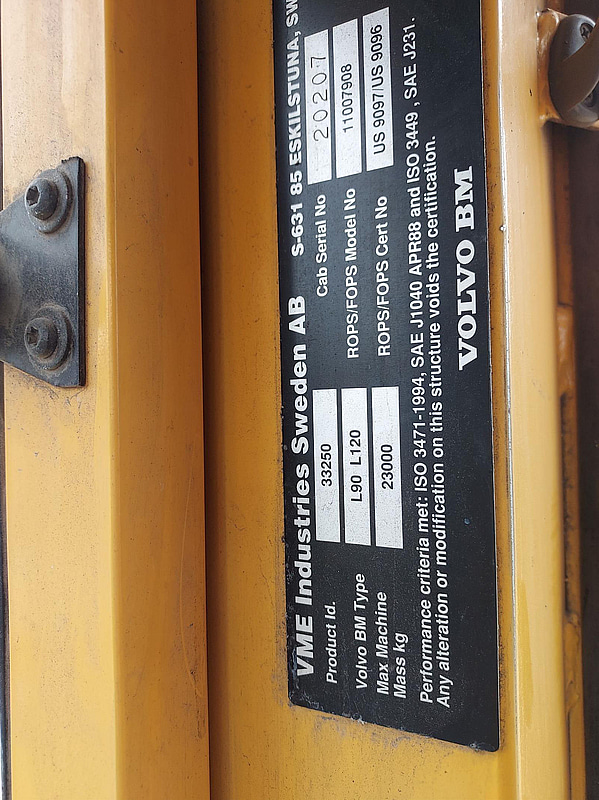 VME Industries Sweden AB S-631 85 ESKILSTUNA, SW
Product Id. 33250 Cab Serial No 20207
Volvo BM Type L90 L120 ROPS/FOPS Model No 11007908
Max Machine Mass kg 23000 ROPS/FOPS Cert No US 9097/US 9096
Performance criteria met: ISO 3471-1994, SAE J1040 APR88 and ISO 3449 , SAE J231.
Any alteration or modification on this structure voids the certification.
VOLVO BM